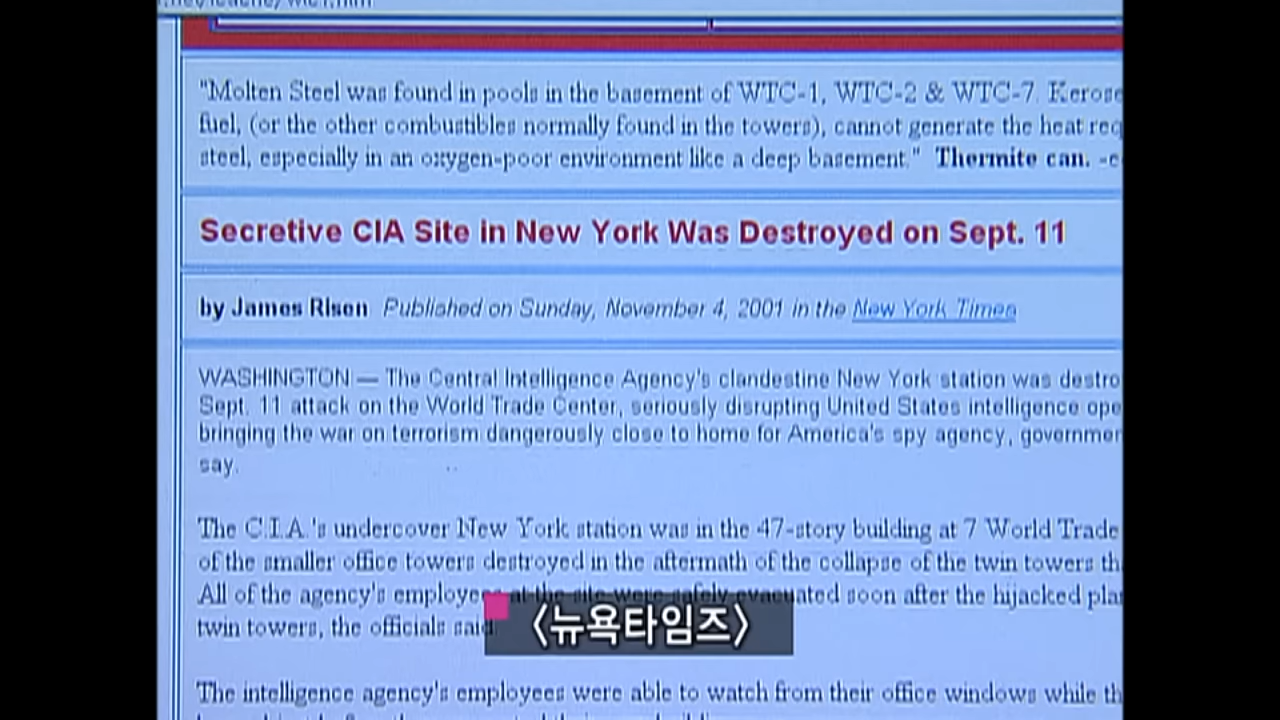 "Molten Steel was found in pools in the basement of WTC-1, WTC-2 & WTC-7. Kerose
fuel, (or the other combustibles normally found in the towers), cannot generate the heat req
steel, especially in an oxygen-poor environment like a deep basement." Thermite can.
Secretive CIA Site in New York Was Destroyed on Sept. 11
by James Risen Published on Sunday, November 4, 2001 in the New York Times
WASHINGTON — The Central Intelligence Agency's clandestine New York station was destro
Sept. 11 attack on the World Trade Center, seriously disrupting United States intelligence ope
bringing the war on terrorism dangerously close to home for America's spy agency, governmen
say.
The C.I.A.'s undercover New York station was in the 47-story building at 7 World Trade
of the smaller office towers destroyed in the aftermath of the collapse of the twin towers th
All of the agency's employees at the site were safely evacuated soon after the hijacked pla
twin towers, the officials said
〈뉴욕타임즈〉
The intelligence agency's employees were able to watch from their office windows while th